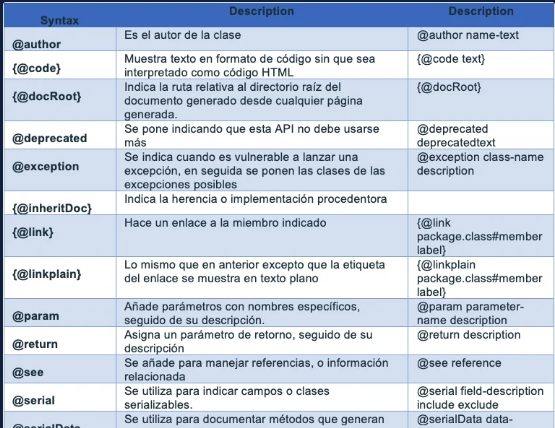 Syntax Description Description
@author Es el autor de la clase @author name-text
{@code} Muestra texto en formato de código sin que sea {@code text}
interpretado como código HTML
{@docRoot} Indica la ruta relativa al directorio raíz del {@docRoot}
documento generado desde cualquier página
generada.
@deprecated Se pone indicando que esta API no debe usarse @deprecated
más deprecatedtext
@exception Se indica cuando es vulnerable a lanzar una @exception class-name
excepción, en seguida se ponen las clases de las description
excepciones posibles
{@inheritDoc} Indica la herencia o implementación procedentora
{@link} Hace un enlace a la miembro indicado {@link
package.class#member
label}
{@linkplain} Lo mismo que en anterior excepto que la etiqueta {@linkplain
del enlace se muestra en texto plano package.class#member
label}
@param Añade parámetros con nombres específicos, @param parameter-
seguido de su descripción. name description
@return Asigna un parámetro de retorno, seguido de su @return description
descripción
@see Se añade para manejar referencias, o información @see reference
relacionada
@serial Se utiliza para indicar campos o clases @serial field-description
serializables. include exclude
@serialData Se utiliza para documentar métodos que generan @serialData data-